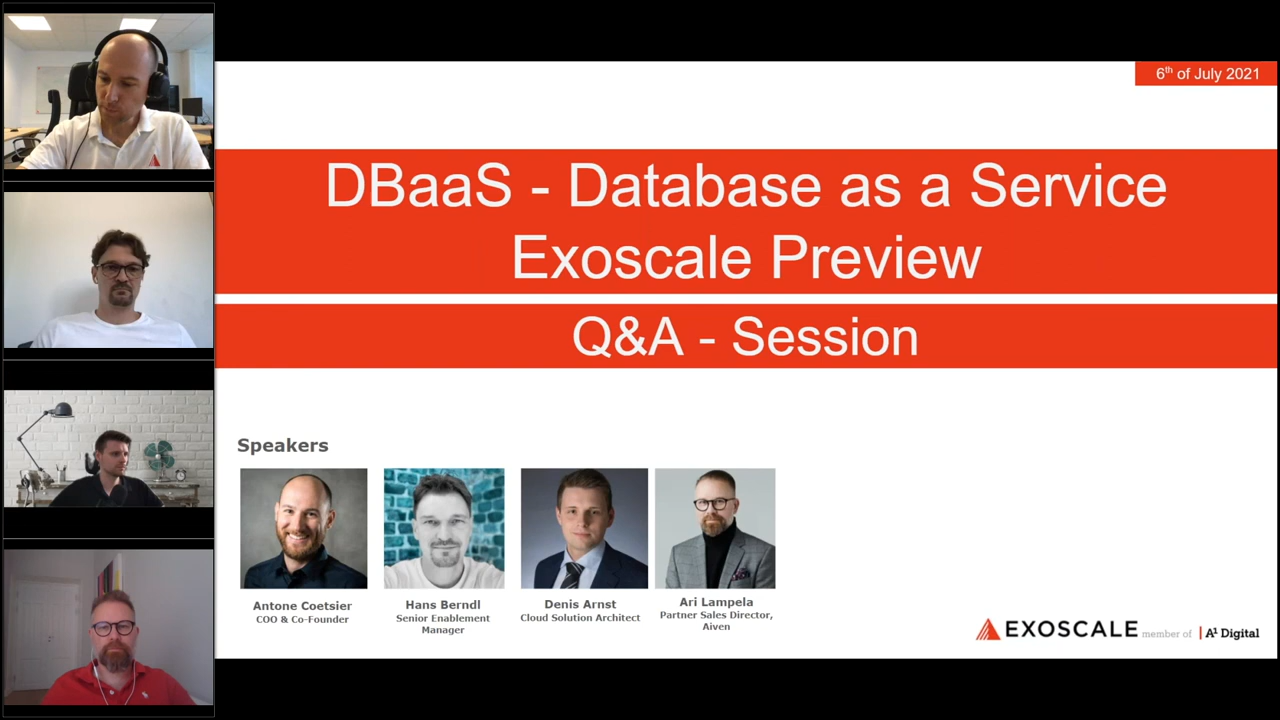 6th of July 2021
DBaaS - Database as a Service
Exoscale Preview
Q&A - Session
Speakers
Antone Coetsier
COO & Co-Founder
Hans Berndl
Senior Enablement
Manager
Denis Arnst
Cloud Solution Architect
Ari Lampela
Partner Sales Director,
Aiven
EXOSCALE member of A1 Digital